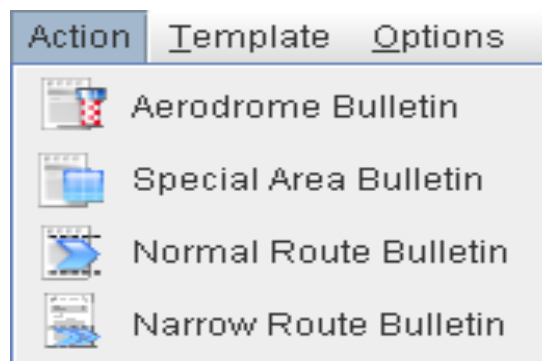 Action Template Options
Aerodrome Bulletin
Special Area Bulletin
Normal Route Bulletin
Narrow Route Bulletin